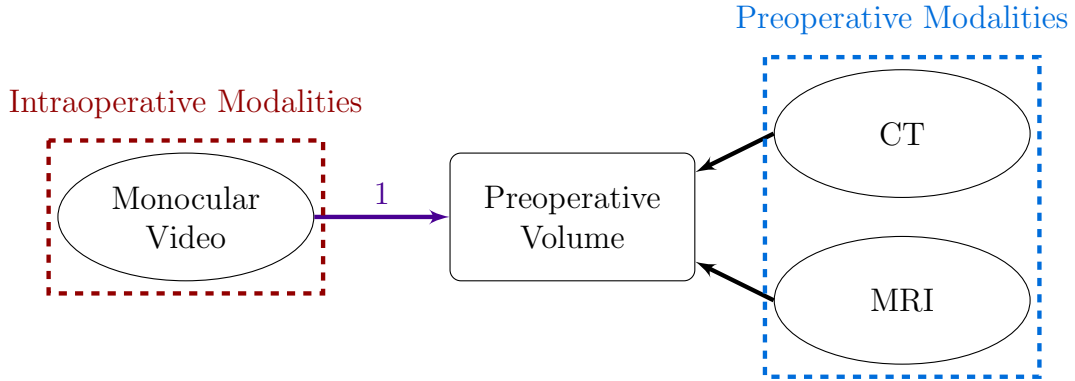 Preoperative Modalities
Intraoperative Modalities
CT
Monocular
Video
1
Preoperative
Volume
MRI